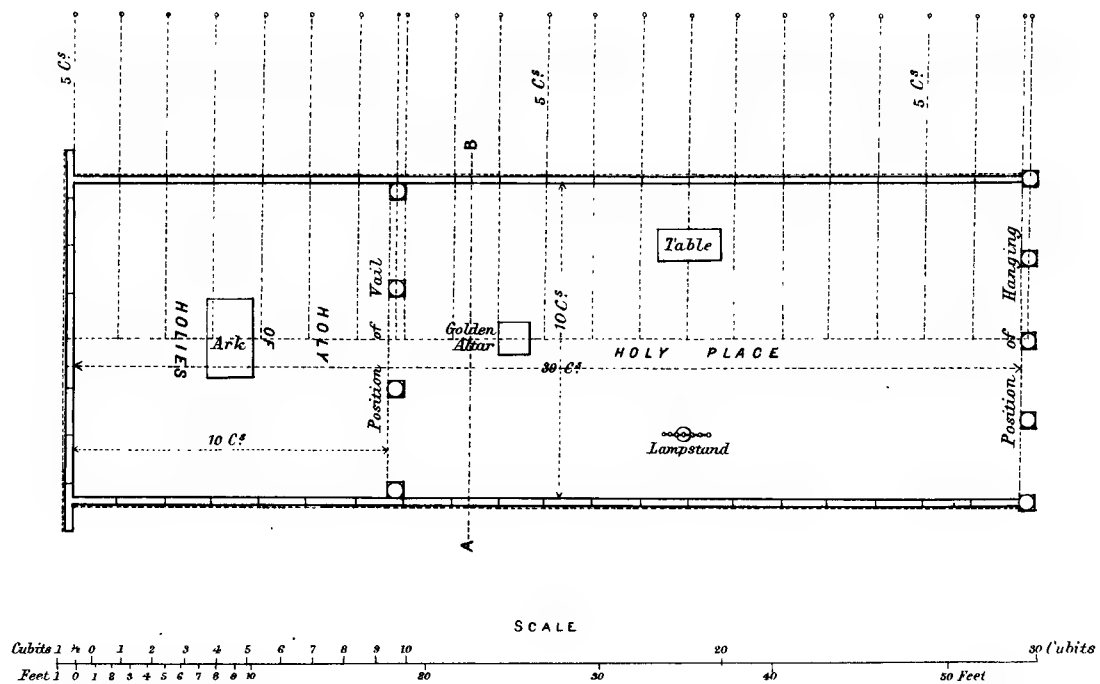 5 Cs
5 Cs
5 Cs
B
Table
Position of Vail
Position of Hanging
HOLY OF HOLIES
Ark
Golden
Altar
10 Cs
HOLY PLACE
30 Cs
10 Cs
Lampstand
A
SCALE
Cubits 1 ½ 0 1 2 3 4 5 6 7 8 9 10 20 30 Cubits
Feet 1 0 1 2 3 4 5 6 7 8 9 10 20 30 40 50 Feet